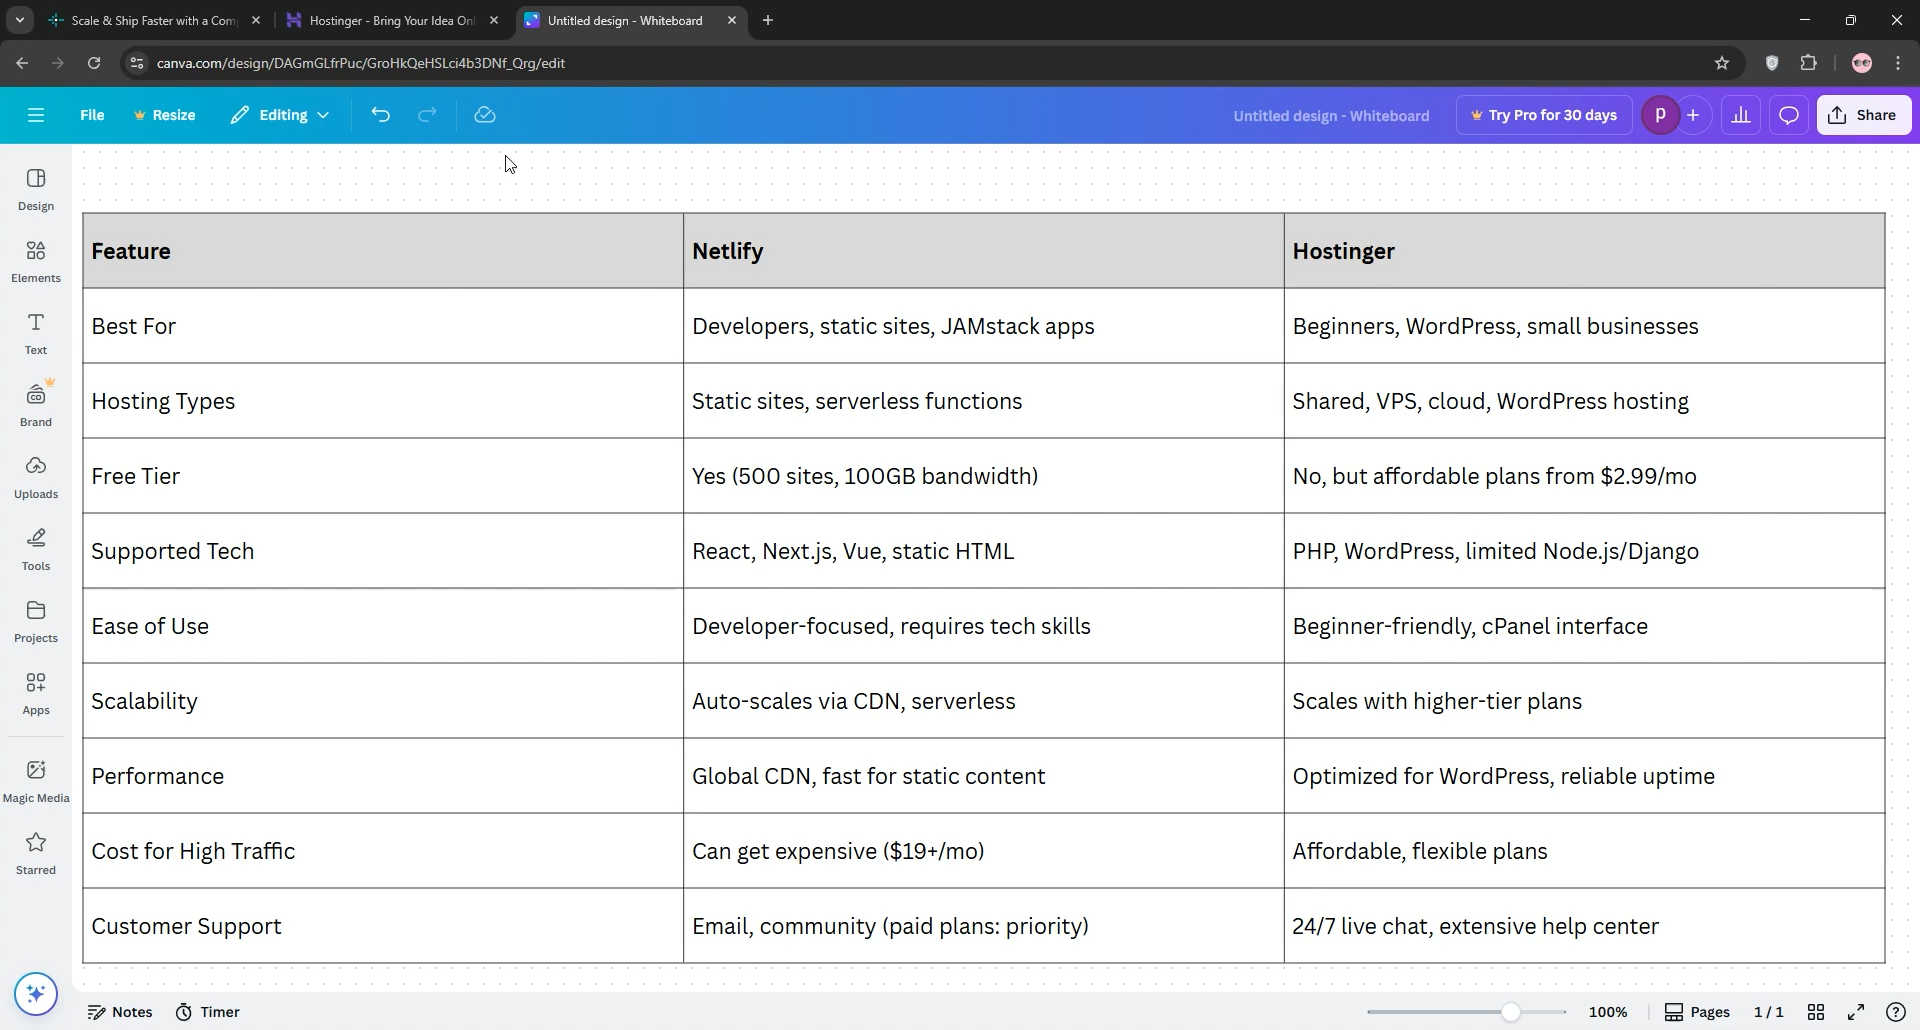 Scale & Ship Faster with a Com
Hostinger - Bring Your Idea Onl
Untitled design - Whiteboard
canva.com/design/DAGmGLfrPuc/GroHkQeHSLci4b3DNf_Qrg/edit
File
Resize
Editing
Untitled design - Whiteboard
Try Pro for 30 days
P
Share
Design
Elements
Text
Brand
Uploads
Tools
Projects
Apps
Magic Media
Starred
Feature Netlify Hostinger
Best For Developers, static sites, JAMstack apps Beginners, WordPress, small businesses
Hosting Types Static sites, serverless functions Shared, VPS, cloud, WordPress hosting
Free Tier Yes (500 sites, 100GB bandwidth) No, but affordable plans from $2.99/mo
Supported Tech React, Next.js, Vue, static HTML PHP, WordPress, limited Node.js/Django
Ease of Use Developer-focused, requires tech skills Beginner-friendly, cPanel interface
Scalability Auto-scales via CDN, serverless Scales with higher-tier plans
Performance Global CDN, fast for static content Optimized for WordPress, reliable uptime
Cost for High Traffic Can get expensive ($19+/mo) Affordable, flexible plans
Customer Support Email, community (paid plans: priority) 24/7 live chat, extensive help center
Notes
Timer
100%
Pages
1 / 1